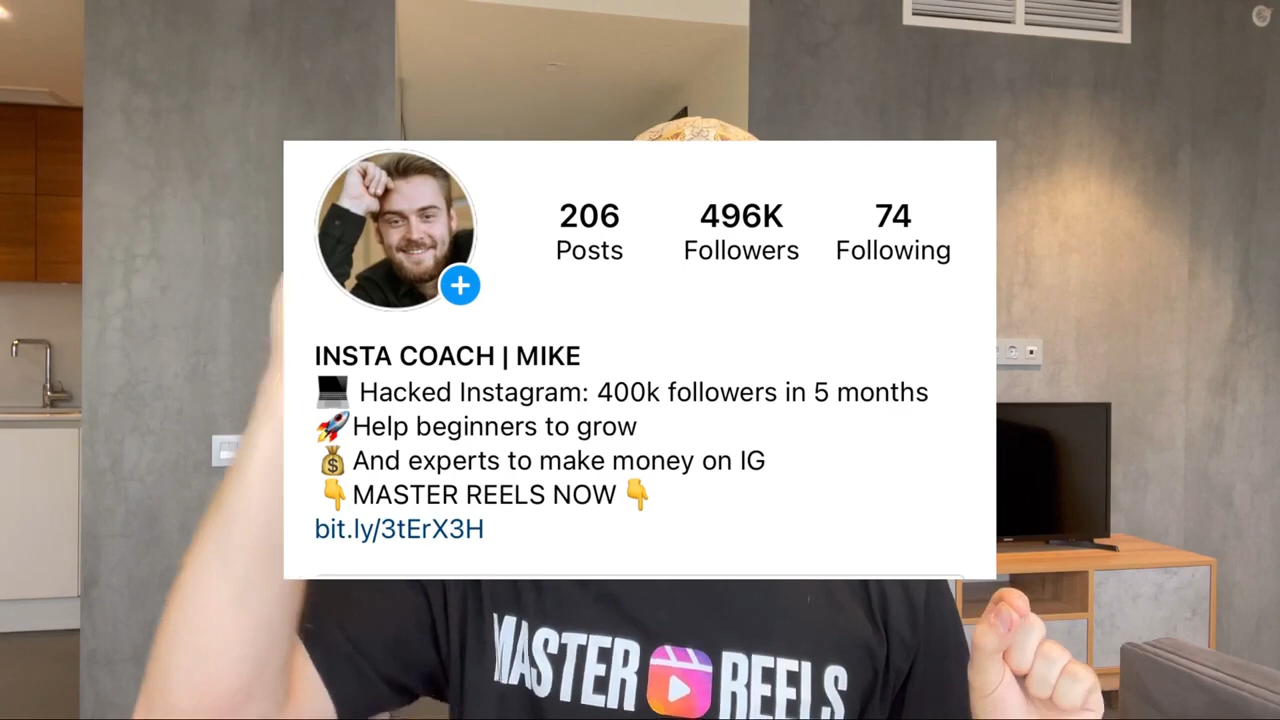 206
Posts
496K
Followers
74
Following
INSTA COACH | MIKE
💻 Hacked Instagram: 400k followers in 5 months
🚀Help beginners to grow
💰And experts to make money on IG
👇MASTER REELS NOW👇
bit.ly/3tErX3H
MASTER REELS